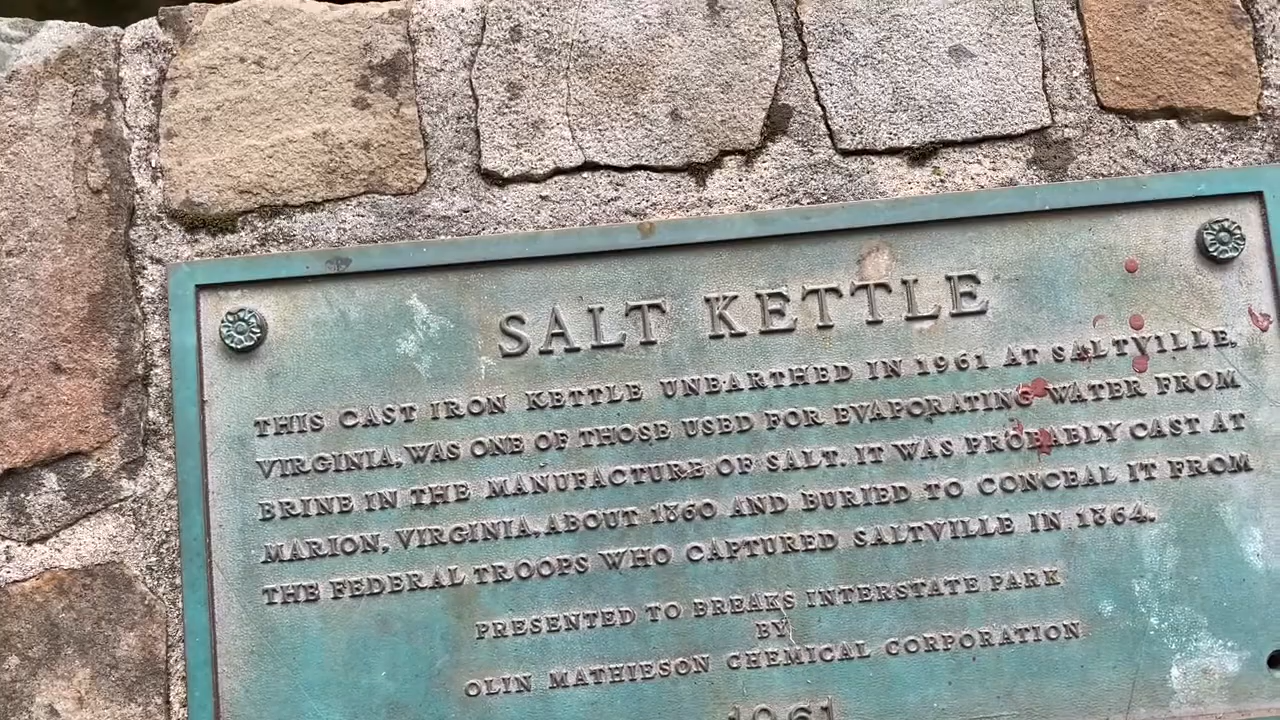 SALT KETTLE
THIS CAST IRON KETTLE UNEARTHED IN 1961 AT SALTVILLE,
VIRGINIA, WAS ONE OF THOSE USED FOR EVAPORATING WATER FROM
BRINE IN THE MANUFACTURE OF SALT. IT WAS PROBABLY CAST AT
MARION, VIRGINIA, ABOUT 1860 AND BURIED TO CONCEAL IT FROM
THE FEDERAL TROOPS WHO CAPTURED SALTVILLE IN 1864.
PRESENTED TO BREAKS INTERSTATE PARK
BY
OLIN MATHIESON CHEMICAL CORPORATION
1961